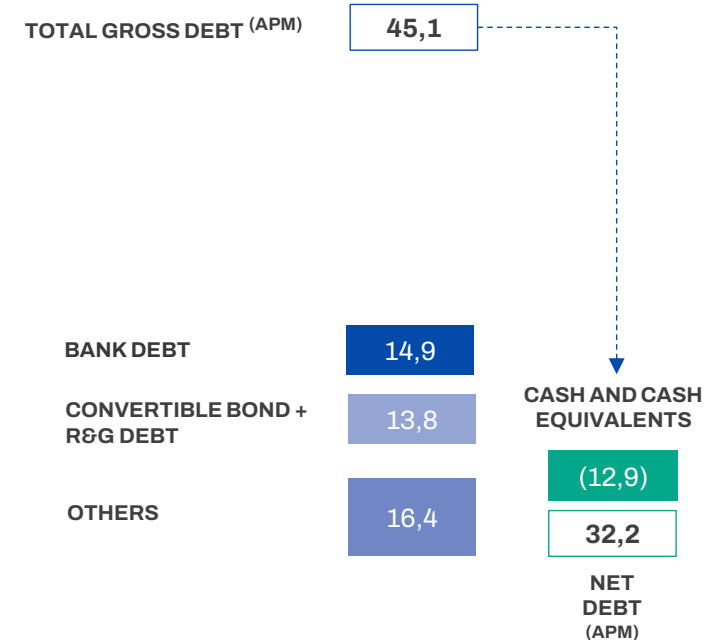 TOTAL GROSS DEBT (APM)
45,1
BANK DEBT
14,9
CONVERTIBLE BOND +
R&G DEBT
13,8
OTHERS
16,4
CASH AND CASH
EQUIVALENTS
(12,9)
32,2
NET
DEBT
(APM)